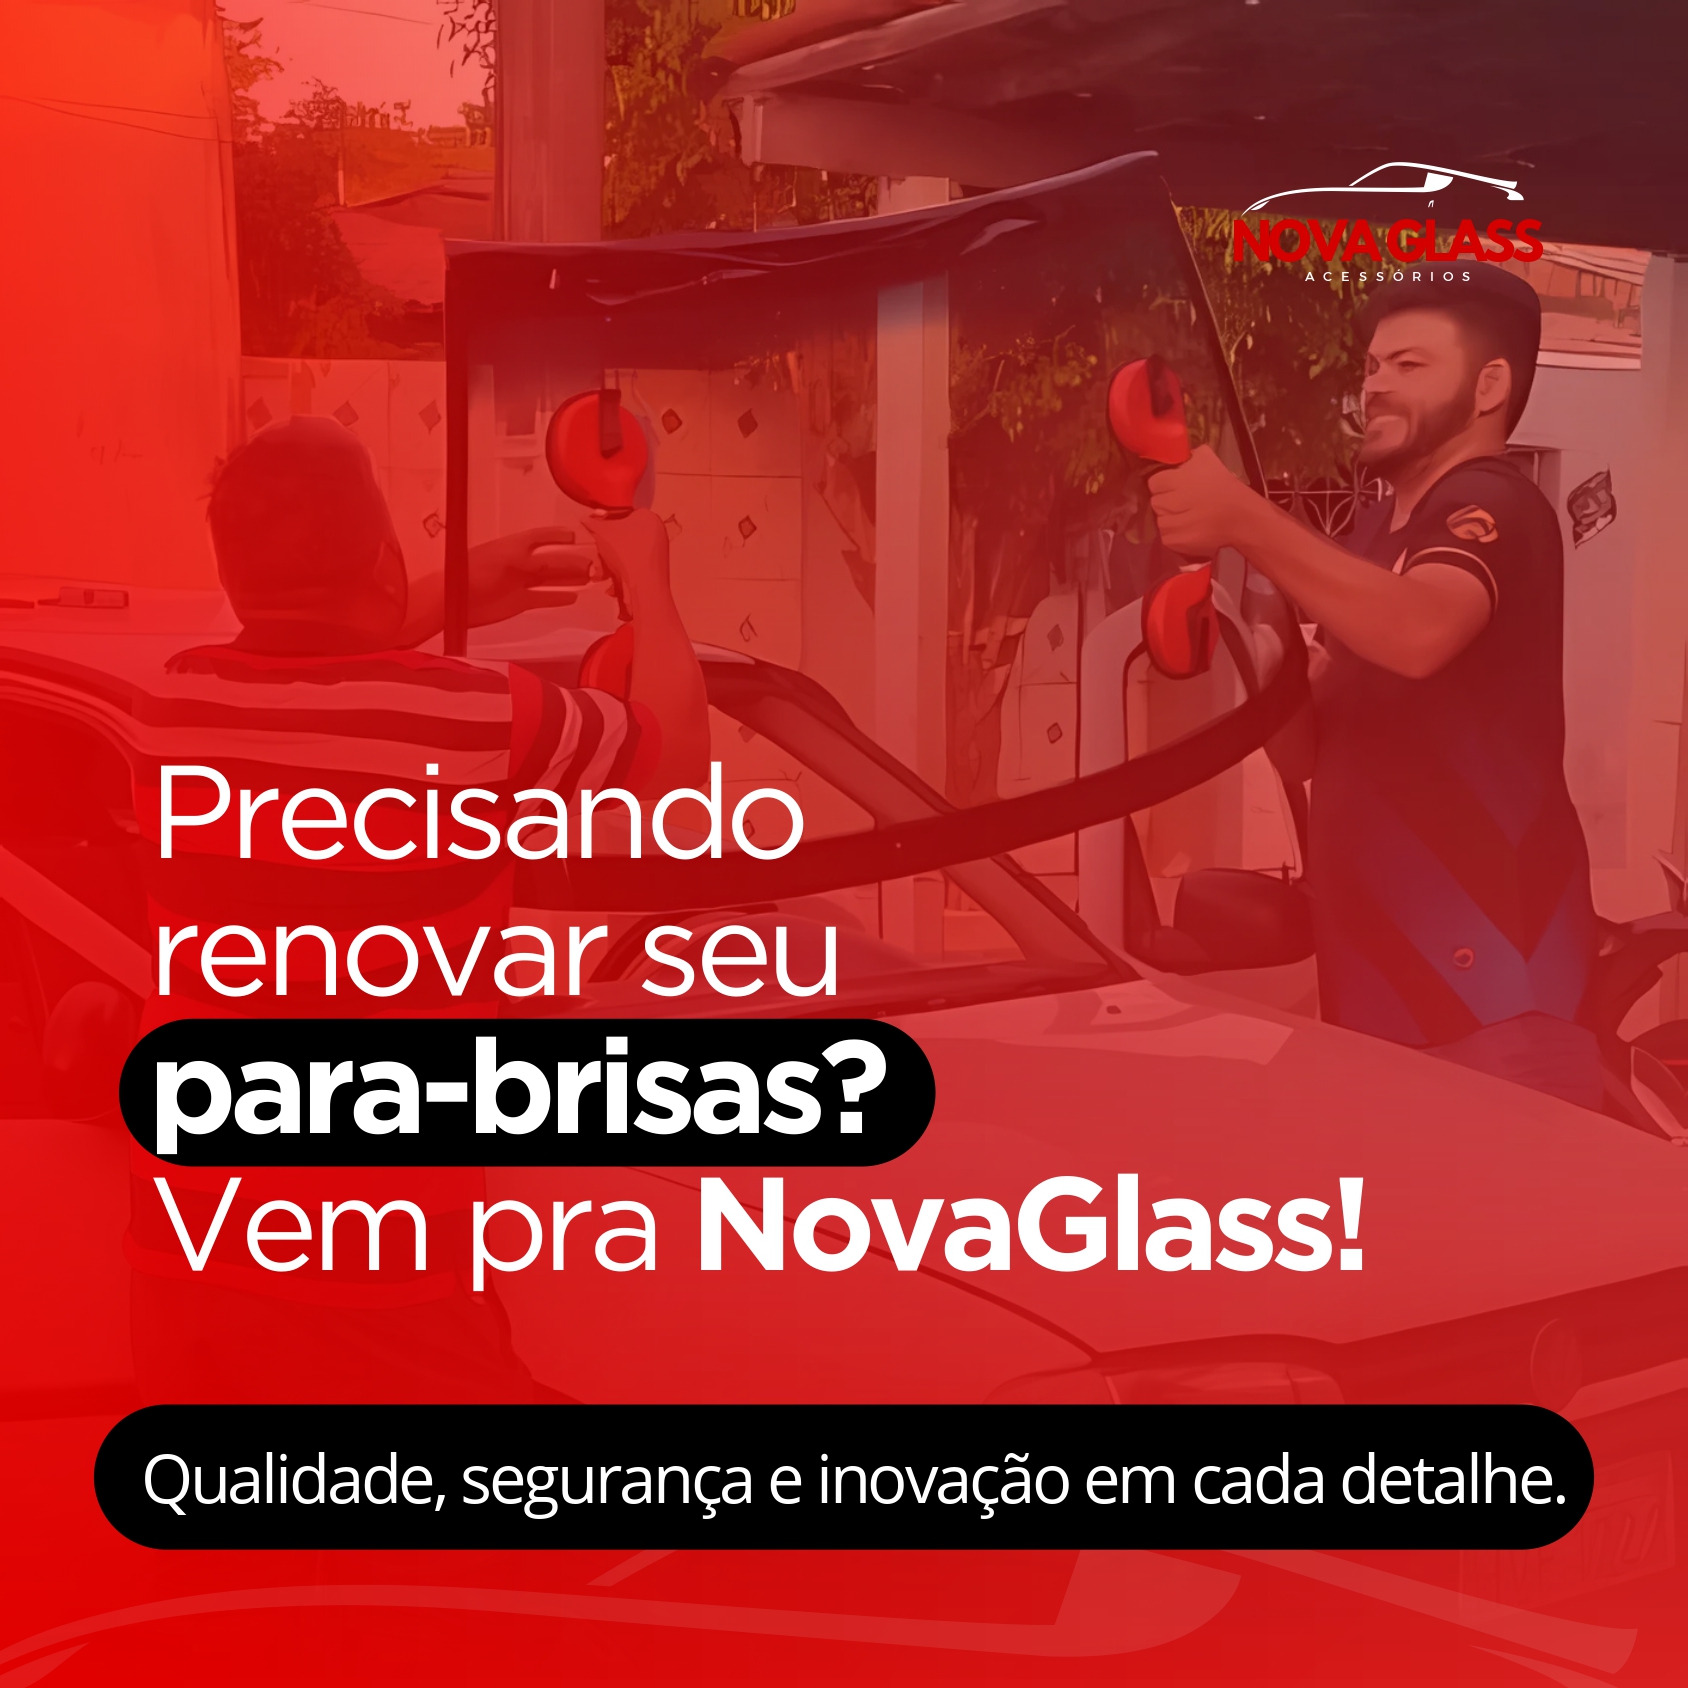 NOVA GLASS
ACESSÓRIOS
Precisando
renovar seu
para-brisas?
Vem pra NovaGlass!
Qualidade, segurança e inovação em cada detalhe.